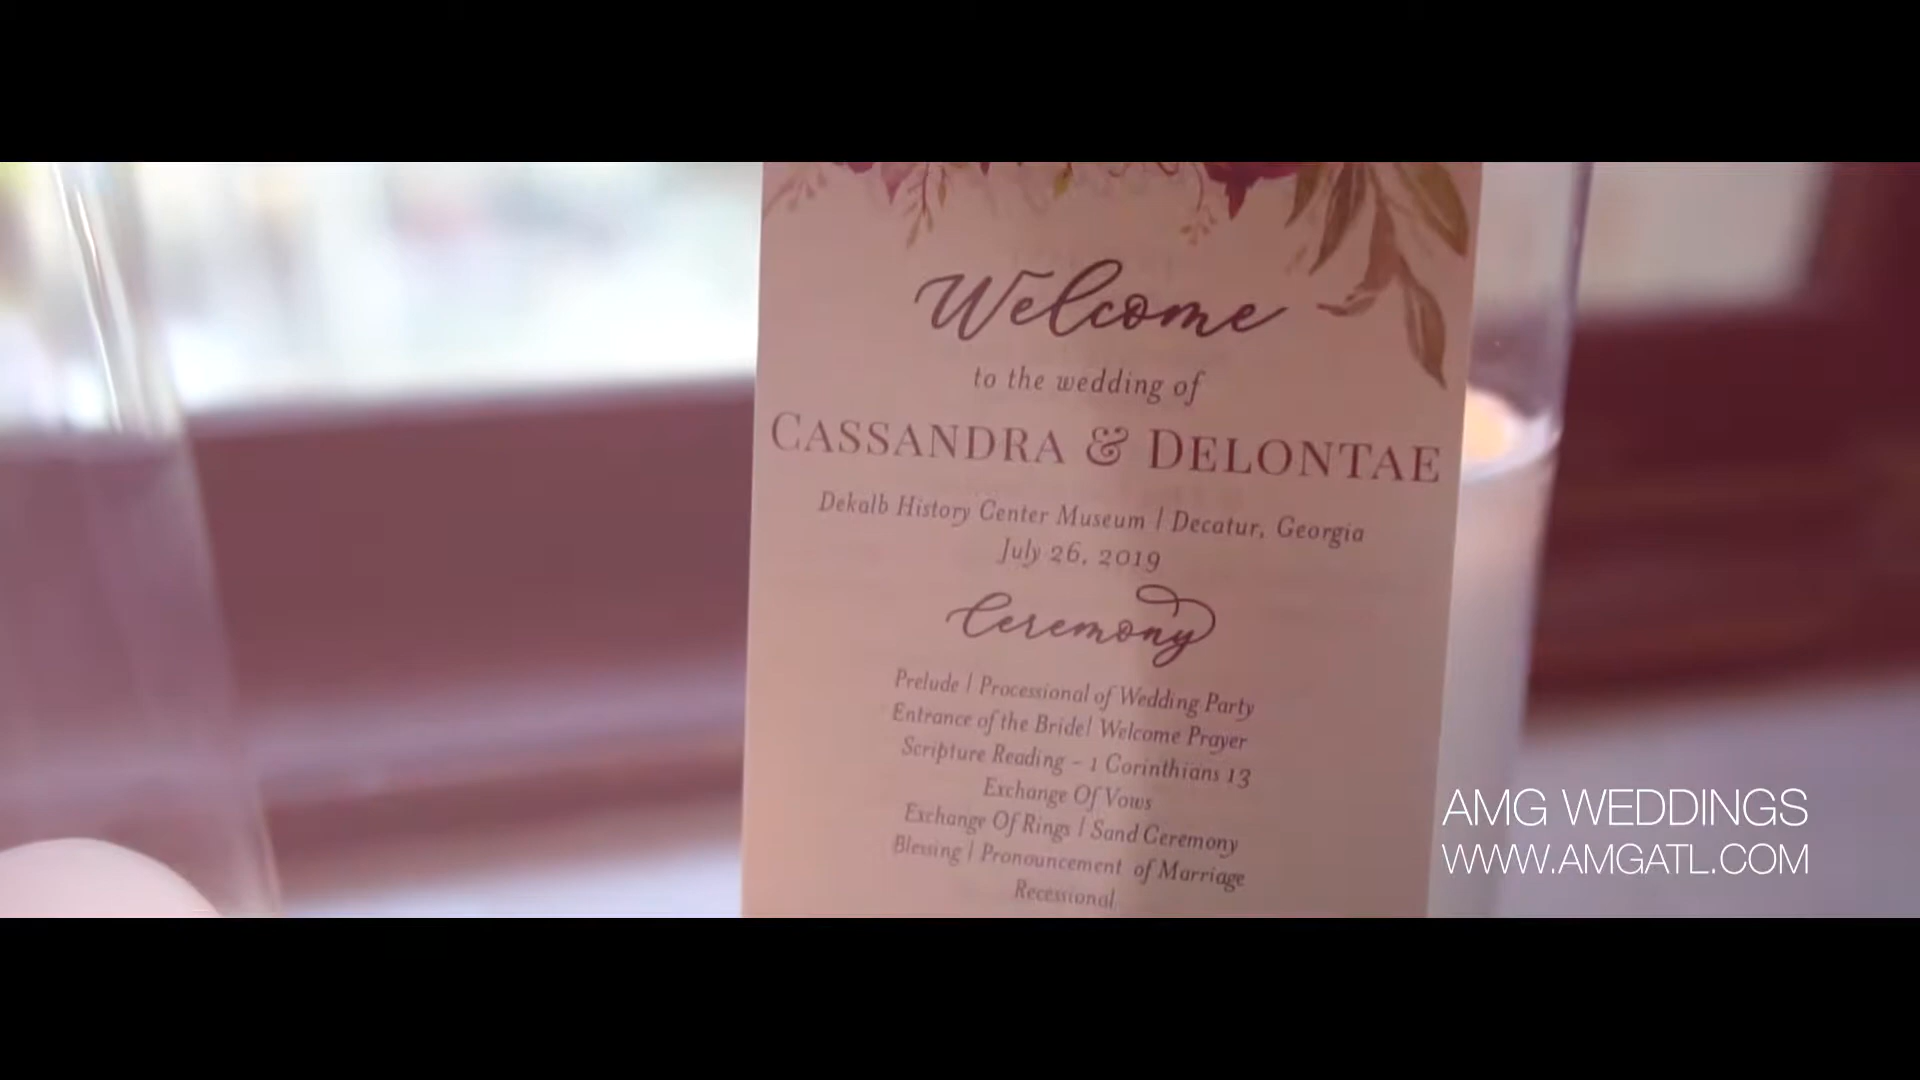 Welcome
to the wedding of
CASSANDRA & DELONTAE
Dekalb History Center Museum | Decatur, Georgia
July 26, 2019
Ceremony
Prelude | Processional of Wedding Party
Entrance of the Bride| Welcome Prayer
Scripture Reading - 1 Corinthians 13
Exchange Of Vows
Exchange Of Rings | Sand Ceremony
Blessing | Pronouncement of Marriage
Recessional
AMG WEDDINGS
WWW.AMGATL.COM